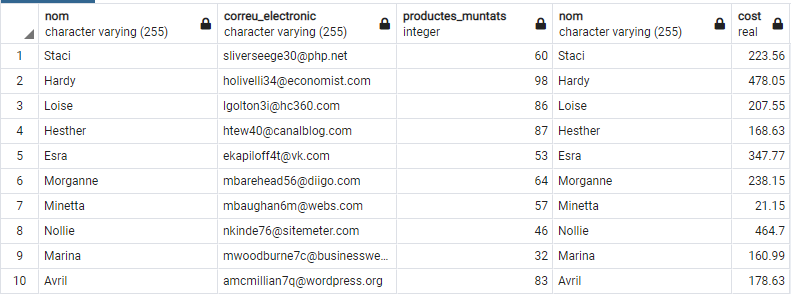 nom correu_electronic productes_muntats nom cost
character varying (255) character varying (255) integer character varying (255) real
1 Staci sliverseege30@php.net 60 Staci 223.56
2 Hardy holivelli34@economist.com 98 Hardy 478.05
3 Loise lgolton3i@hc360.com 86 Loise 207.55
4 Hesther htew40@canalblog.com 87 Hesther 168.63
5 Esra ekapiloff4t@vk.com 53 Esra 347.77
6 Morganne mbarehead56@diigo.com 64 Morganne 238.15
7 Minetta mbaughan6m@webs.com 57 Minetta 21.15
8 Nollie nkinde76@sitemeter.com 46 Nollie 464.7
9 Marina mwoodburne7c@businesswe... 32 Marina 160.99
10 Avril amcmillian7q@wordpress.org 83 Avril 178.63